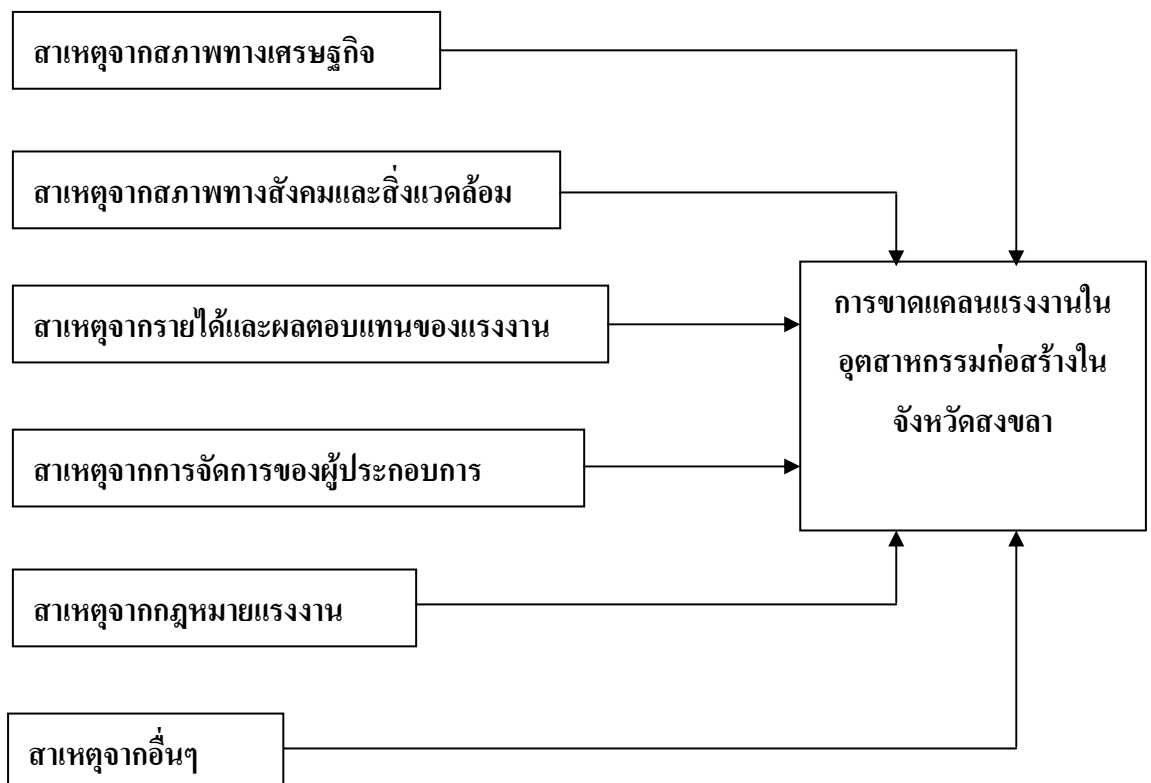 สาเหตุจากสภาพทางเศรษฐกิจ
สาเหตุจากสภาพทางสังคมและสิ่งแวดล้อม
สาเหตุจากรายได้และผลตอบแทนของแรงงาน
สาเหตุจากการจัดการของผู้ประกอบการ
สาเหตุจากกฎหมายแรงงาน
สาเหตุจากอื่นๆ
การขาดแคลนแรงงานใน
อุตสาหกรรมก่อสร้างใน
จังหวัดสงขลา